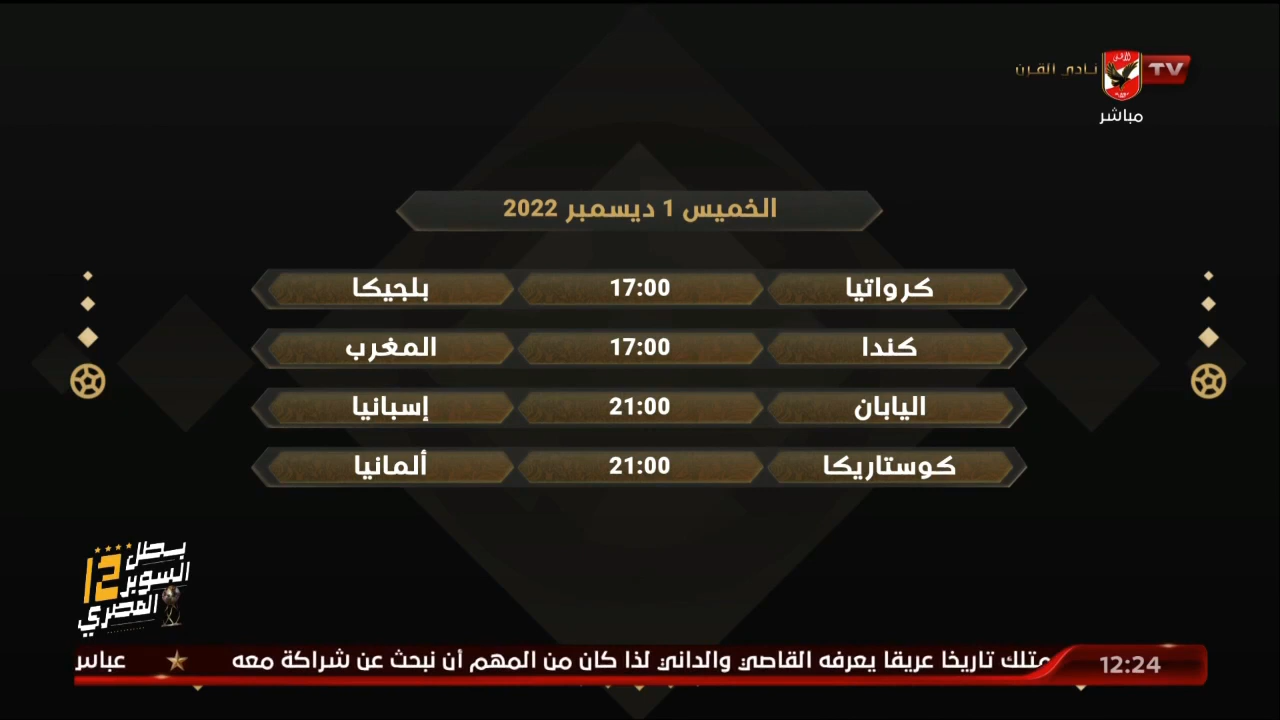 نادي القرن TV
مباشر
الخميس 1 ديسمبر 2022
كرواتيا 17:00 بلجيكا
كندا 17:00 المغرب
اليابان 21:00 إسبانيا
كوستاريكا 21:00 ألمانيا
بطل السوبر المصري 12
12:24 متلك تاريخا عريقا يعرفه القاصي والداني لذا كان من المهم أن نبحث عن شراكة معه عباس